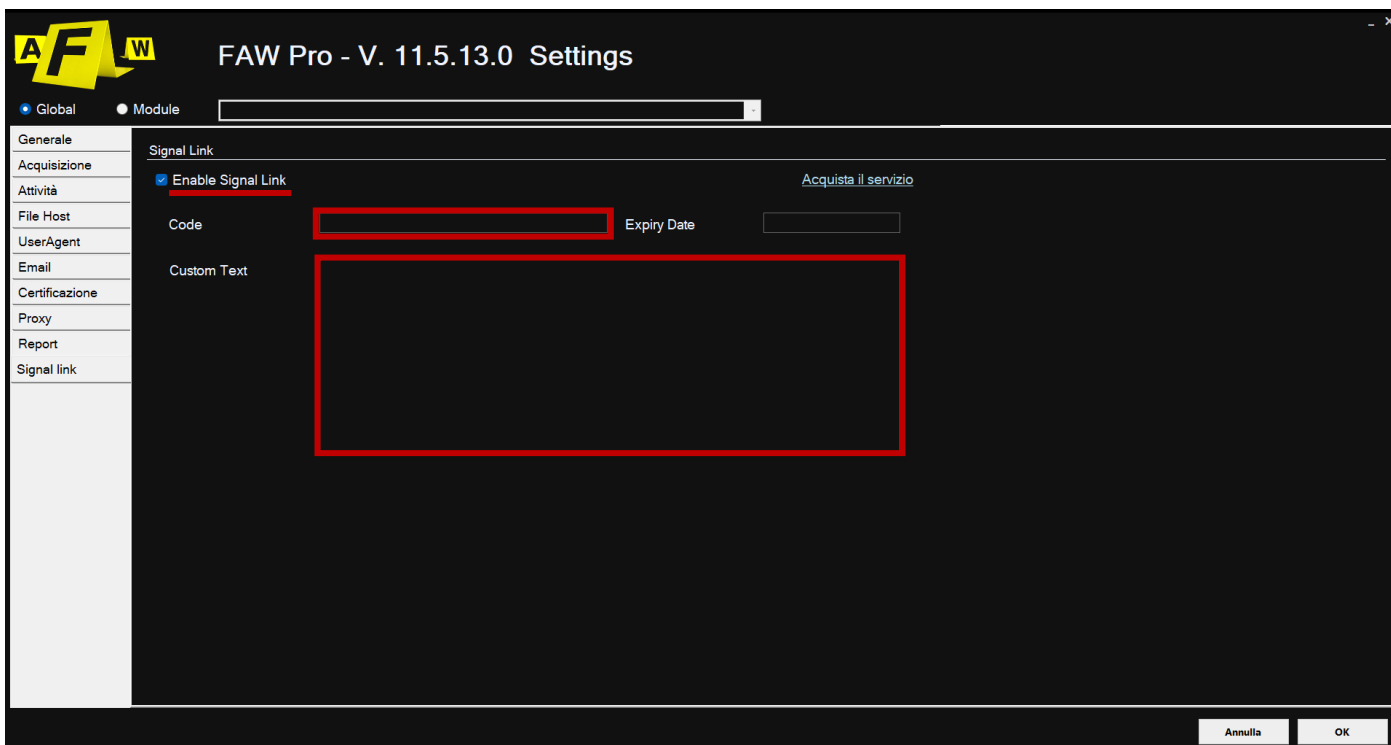 A F W
FAW Pro - V. 11.5.13.0 Settings
Global
Module
Generale
Acquisizione
Attività
File Host
UserAgent
Email
Certificazione
Proxy
Report
Signal link
Signal Link
Enable Signal Link
Acquista il servizio
Code
Expiry Date
Custom Text
Annulla
OK